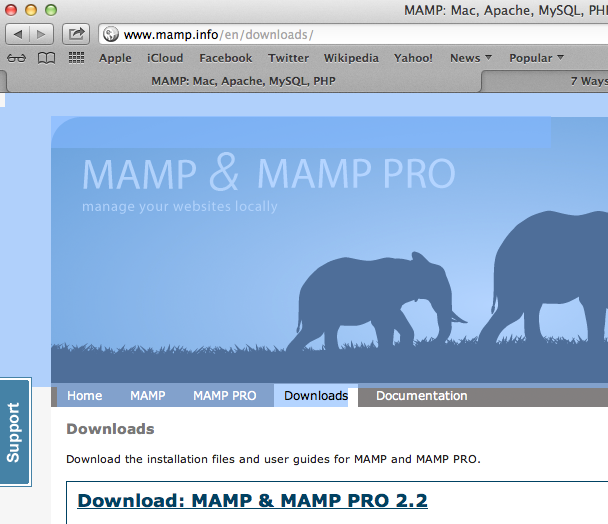 MAMP: Mac, Apache, MySQL, PHP
www.mamp.info/en/downloads/
Apple iCloud Facebook Twitter Wikipedia Yahoo! News Popular
MAMP: Mac, Apache, MySQL, PHP 7 Ways
MAMP & MAMP PRO
manage your websites locally
Home MAMP MAMP PRO Downloads Documentation
Support
Downloads
Download the installation files and user guides for MAMP and MAMP PRO.
Download: MAMP & MAMP PRO 2.2